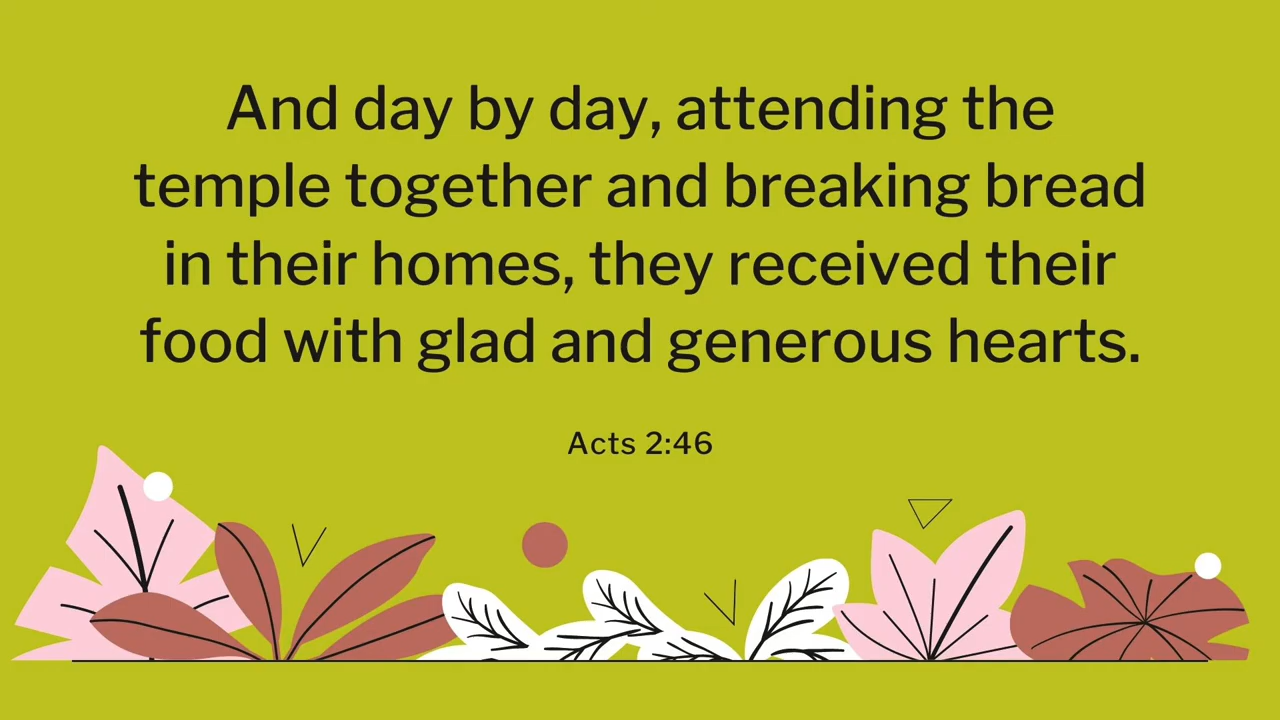 And day by day, attending the
temple together and breaking bread
in their homes, they received their
food with glad and generous hearts.
Acts 2:46